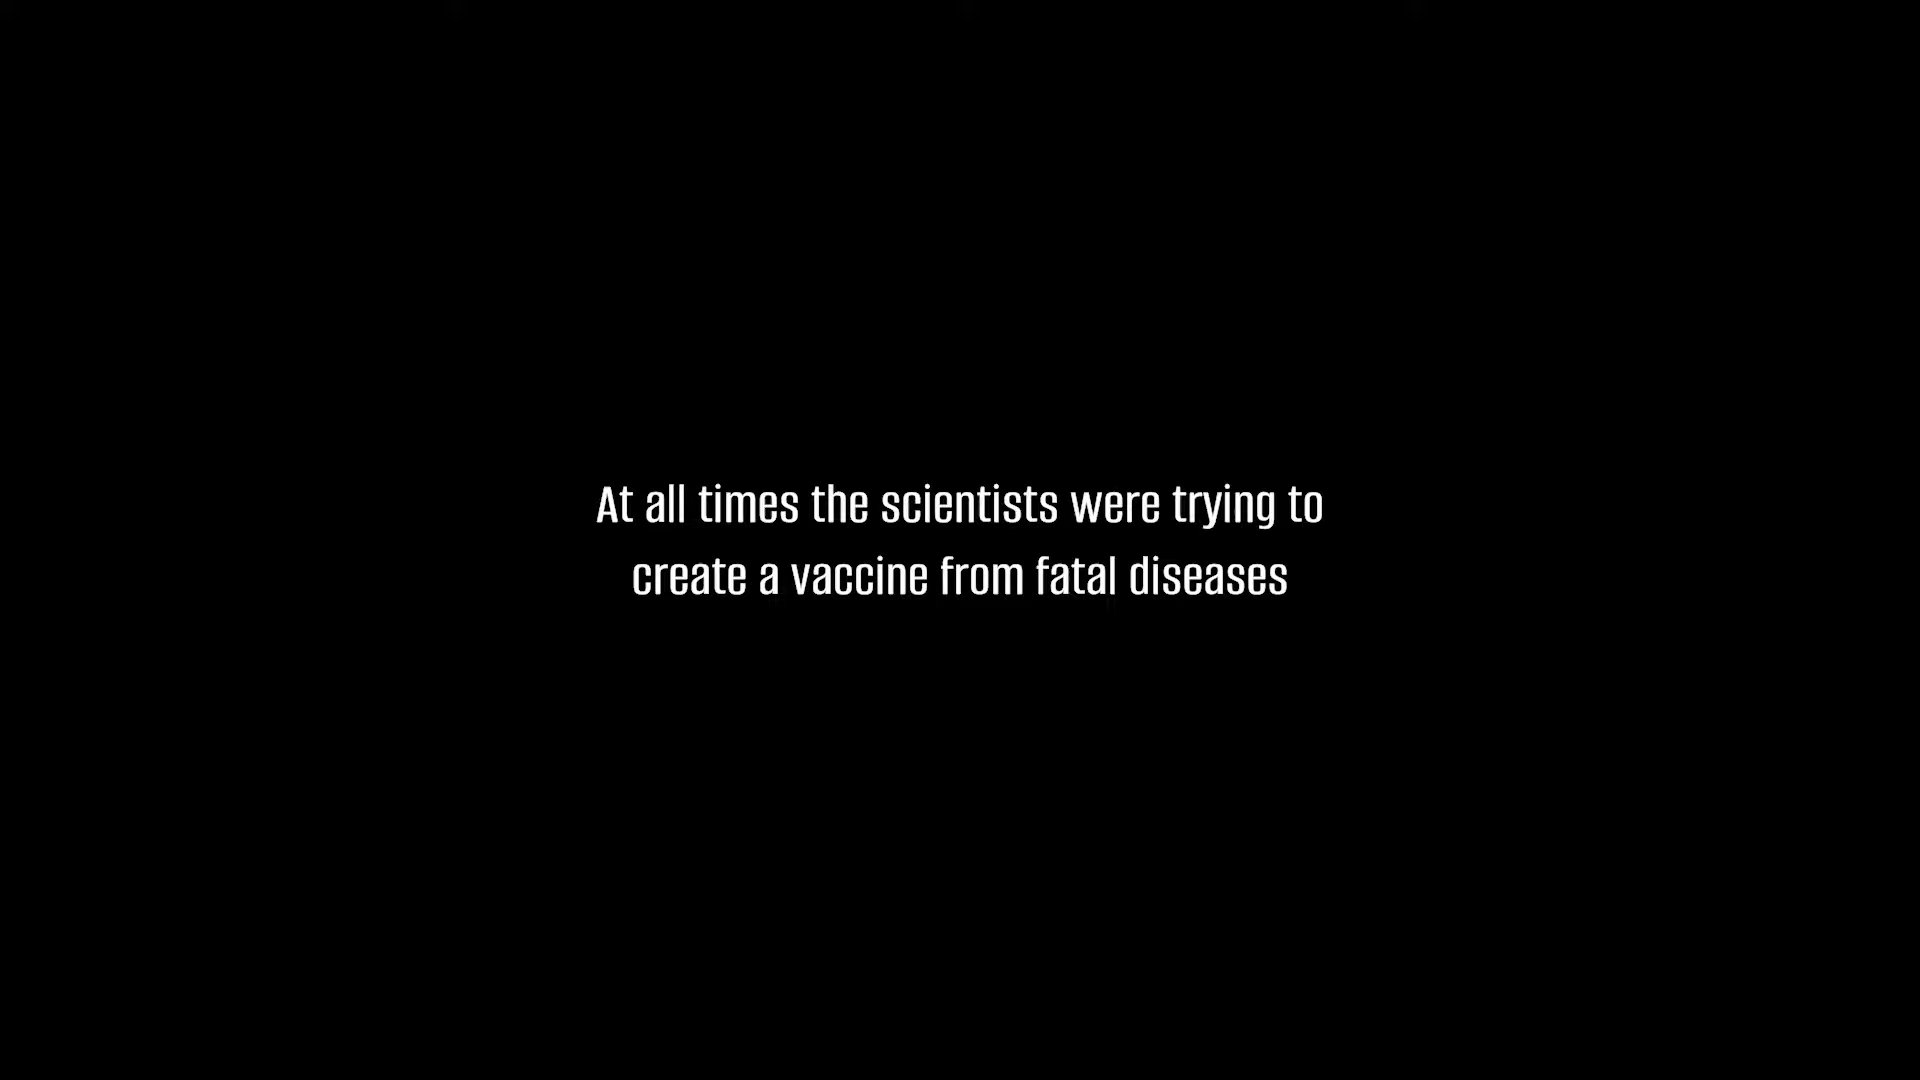 At all times the scientists were trying to
create a vaccine from fatal diseases